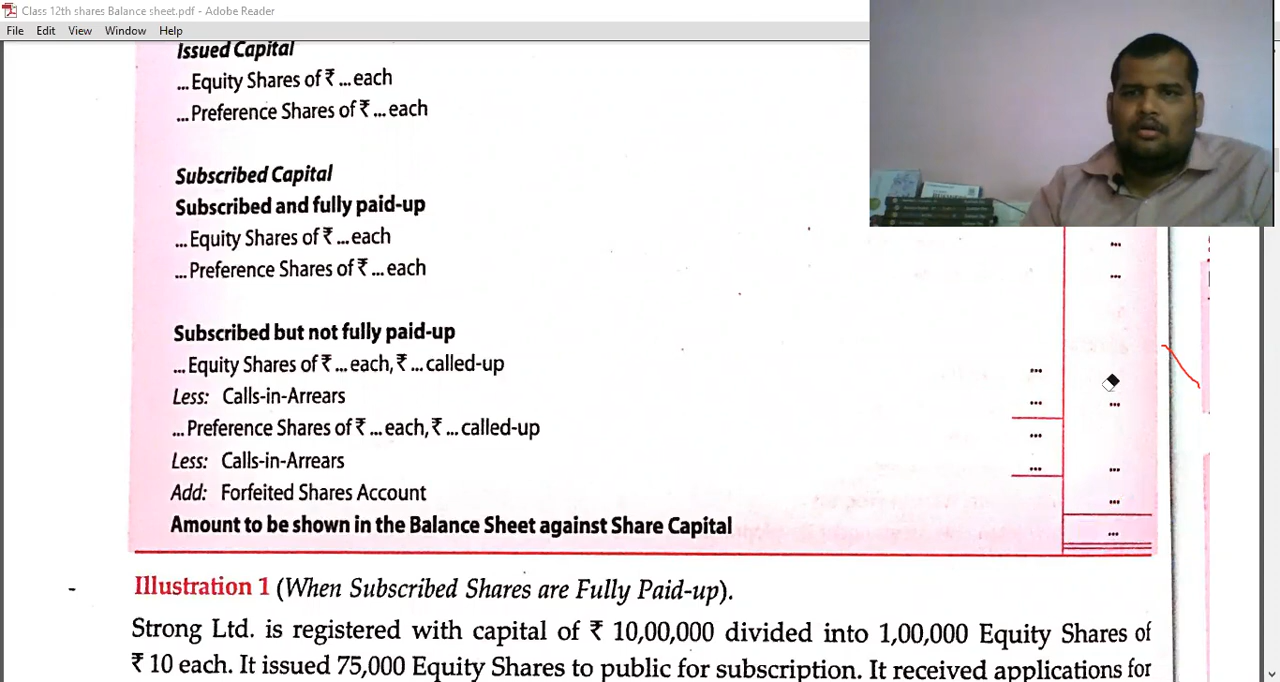 Class 12th shares Balance sheet.pdf - Adobe Reader
File Edit View Window Help
Issued Capital
... Equity Shares of ₹ ... each
... Preference Shares of ₹ ... each
Subscribed Capital
Subscribed and fully paid-up
... Equity Shares of ₹ ... each ...
... Preference Shares of ₹ ... each ...
Subscribed but not fully paid-up
... Equity Shares of ₹ ... each, ₹ ... called-up ...
Less: Calls-in-Arrears ... ...
... Preference Shares of ₹ ... each, ₹ ... called-up ...
Less: Calls-in-Arrears ... ...
Add: Forfeited Shares Account ...
Amount to be shown in the Balance Sheet against Share Capital ...
Illustration 1 (When Subscribed Shares are Fully Paid-up).
Strong Ltd. is registered with capital of ₹ 10,00,000 divided into 1,00,000 Equity Shares of
₹ 10 each. It issued 75,000 Equity Shares to public for subscription. It received applications for